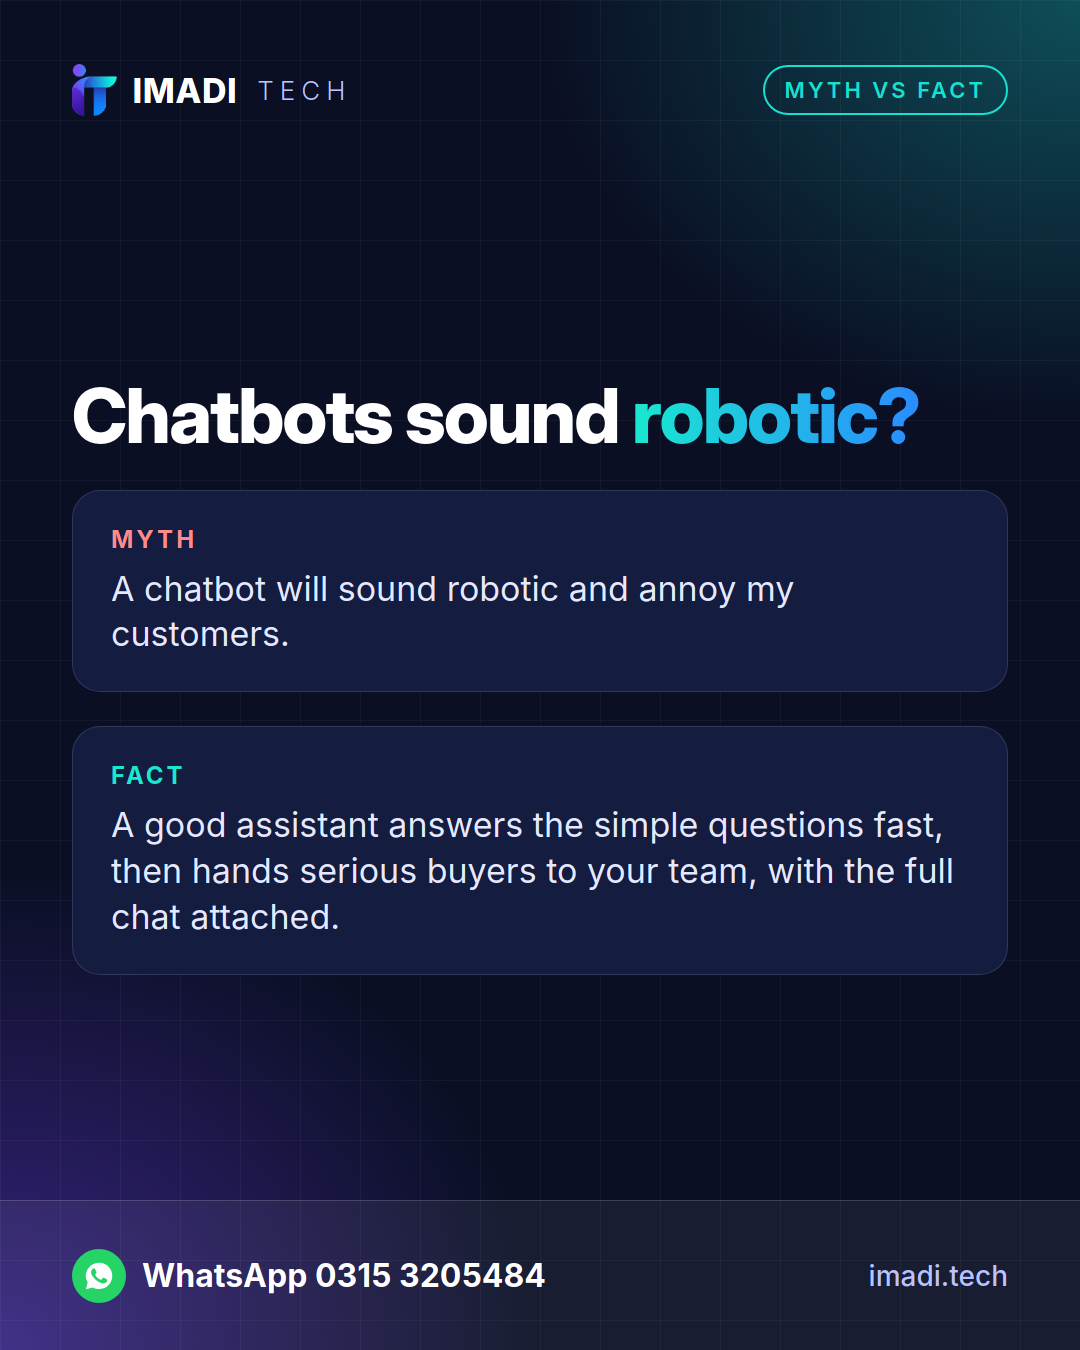 IMADI TECH
MYTH VS FACT
Chatbots sound robotic?
MYTH
A chatbot will sound robotic and annoy my
customers.
FACT
A good assistant answers the simple questions fast,
then hands serious buyers to your team, with the full
chat attached.
WhatsApp 0315 3205484
imadi.tech